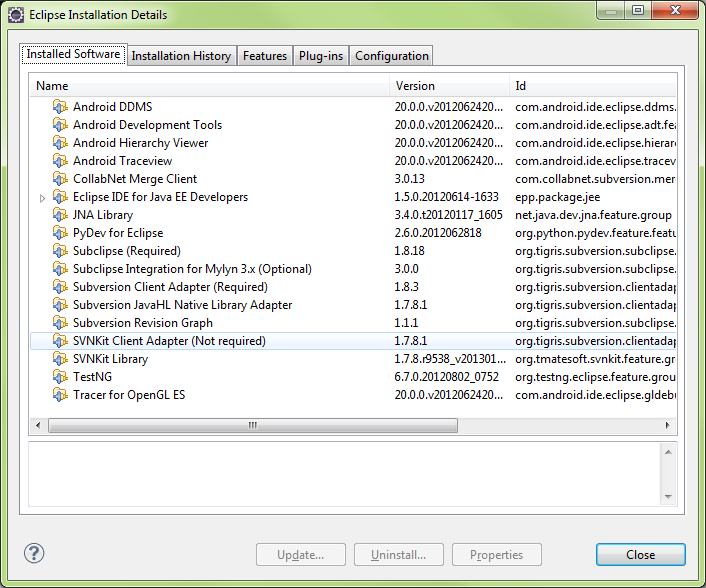 Eclipse Installation Details
Installed Software Installation History Features Plug-ins Configuration
Name Version Id
Android DDMS 20.0.0.v2012062420... com.android.ide.eclipse.ddms.
Android Development Tools 20.0.0.v2012062420... com.android.ide.eclipse.adt.fea
Android Hierarchy Viewer 20.0.0.v2012062420... com.android.ide.eclipse.hierar
Android Traceview 20.0.0.v2012062420... com.android.ide.eclipse.tracev
CollabNet Merge Client 3.0.13 com.collabnet.subversion.mer
Eclipse IDE for Java EE Developers 1.5.0.20120614-1633 epp.package.jee
JNA Library 3.4.0.t20120117_1605 net.java.dev.jna.feature.group
PyDev for Eclipse 2.6.0.2012062818 org.python.pydev.feature.featu
Subclipse (Required) 1.8.18 org.tigris.subversion.subclipse.
Subclipse Integration for Mylyn 3.x (Optional) 3.0.0 org.tigris.subversion.subclipse.
Subversion Client Adapter (Required) 1.8.3 org.tigris.subversion.clientadap
Subversion JavaHL Native Library Adapter 1.7.8.1 org.tigris.subversion.clientadap
Subversion Revision Graph 1.1.1 org.tigris.subversion.subclipse.
SVNKit Client Adapter (Not required) 1.7.8.1 org.tigris.subversion.clientadap
SVNKit Library 1.7.8.r9538_v201301... org.tmatesoft.svnkit.feature.gr
TestNG 6.7.0.20120802_0752 org.testng.eclipse.feature.grou
Tracer for OpenGL ES 20.0.0.v2012062420... com.android.ide.eclipse.gldebu
? Update... Uninstall... Properties Close